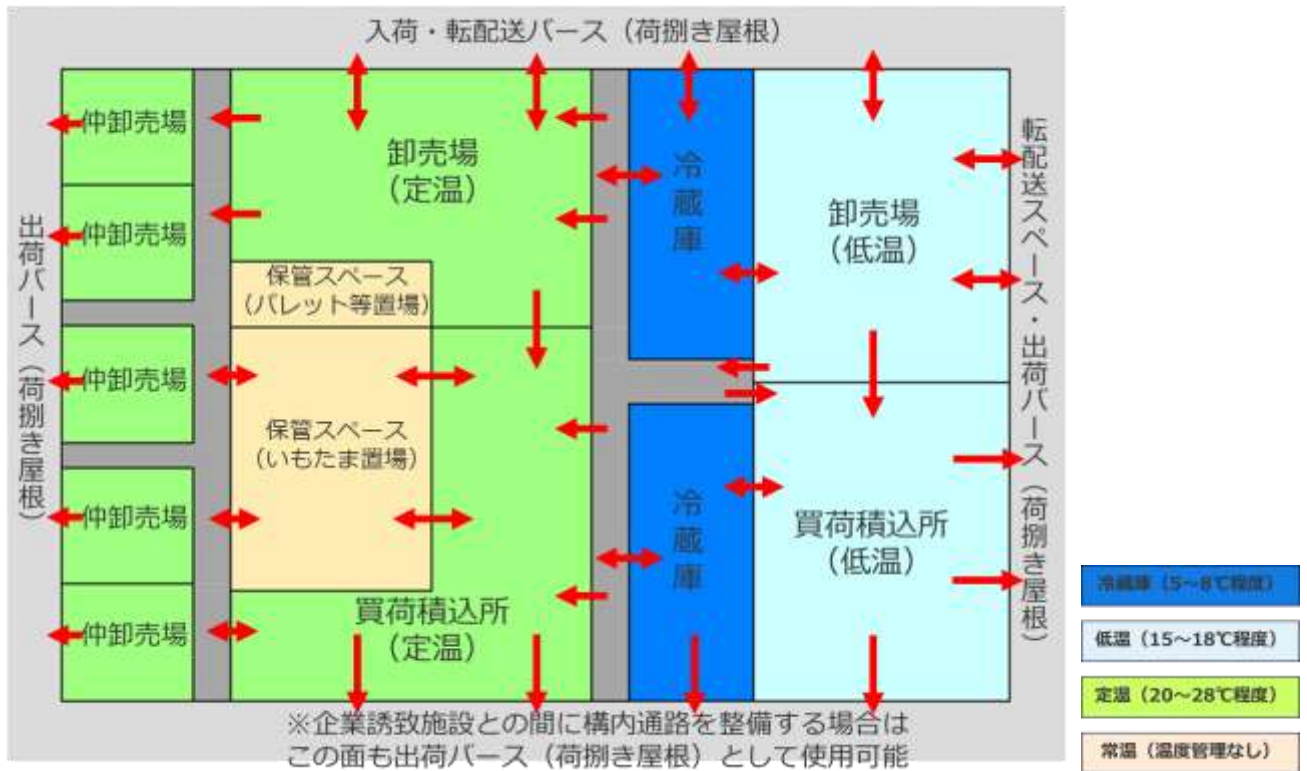 入荷・転配送バース（荷捌き屋根）
仲卸売場
卸売場
（定温）
冷蔵庫
卸売場
（低温）
転配送スペース・出荷バース（荷捌き屋根）
仲卸売場
出荷バース（荷捌き屋根）
保管スペース
（パレット等置場）
仲卸売場
保管スペース
（いもたま置場）
仲卸売場
冷蔵庫
買荷積込所
（低温）
仲卸売場
買荷積込所
（定温）
※企業誘致施設との間に構内通路を整備する場合は
この面も出荷バース（荷捌き屋根）として使用可能
冷蔵庫（5～8℃程度）
低温（15～18℃程度）
定温（20～28℃程度）
常温（温度管理なし）